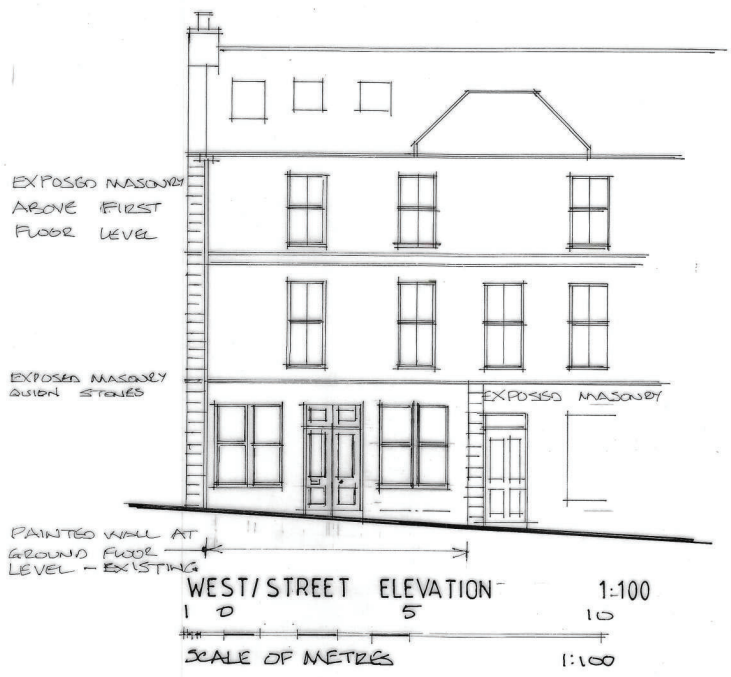 EXPOSED MASONRY
ABOVE FIRST
FLOOR LEVEL
EXPOSED MASONRY
QUION STONES
EXPOSED MASONRY
PAINTED WALL AT
GROUND FLOOR
LEVEL - EXISTING
WEST/STREET ELEVATION 1:100
1 0 5 10
SCALE OF METRES 1:100